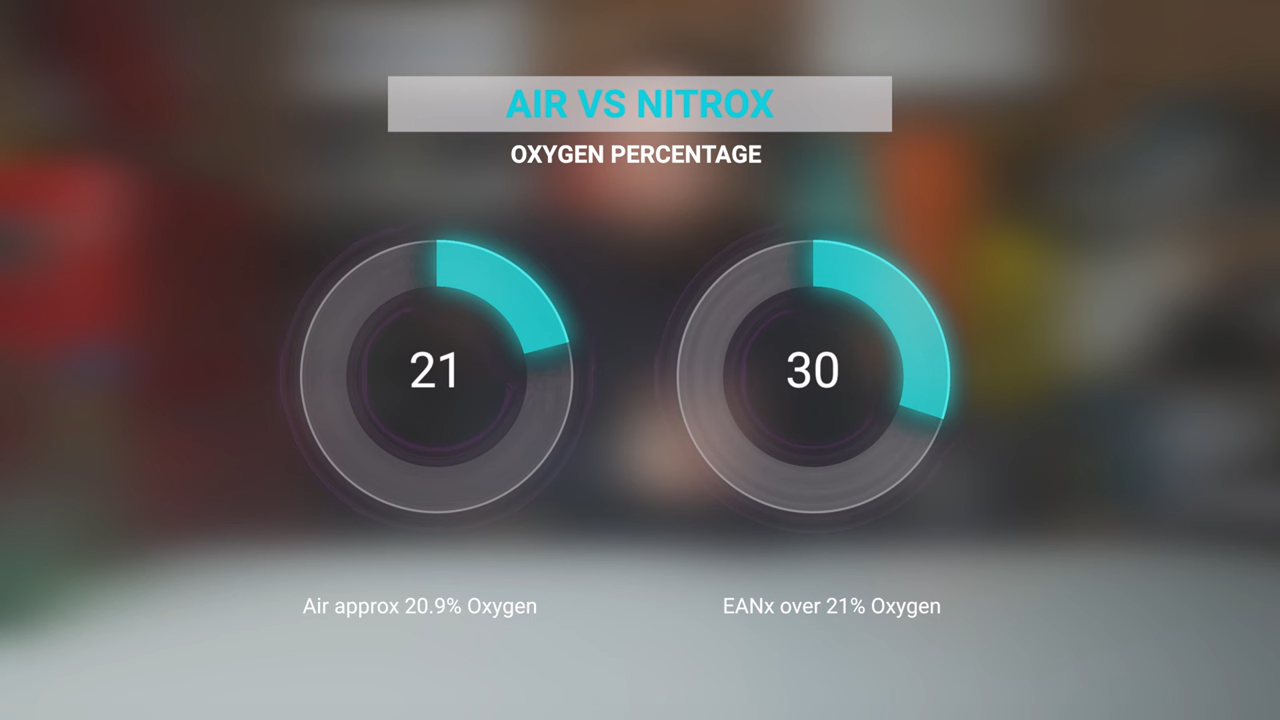 AIR VS NITROX
OXYGEN PERCENTAGE
21
30
Air approx 20.9% Oxygen
EANx over 21% Oxygen